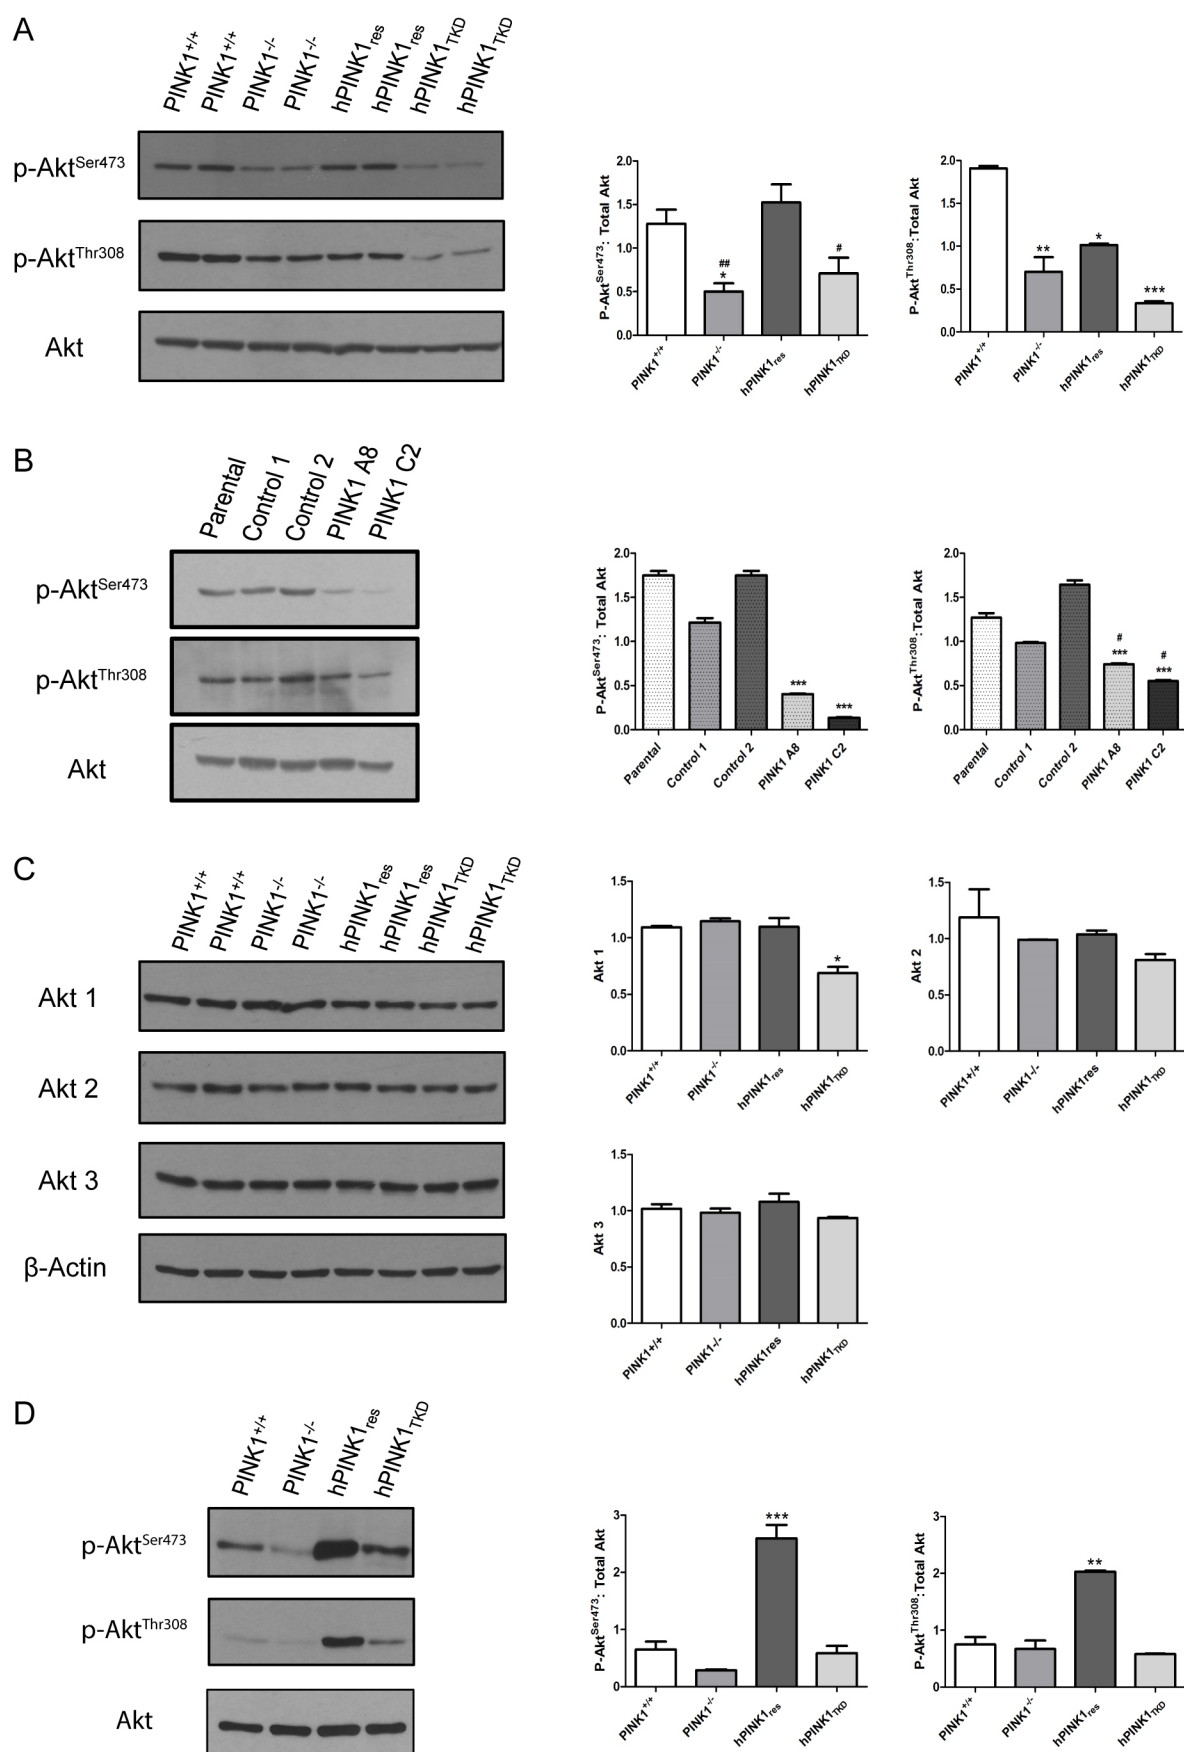 A
PINK1+/+ PINK1+/+ PINK1-/- PINK1-/- hPINK1res hPINK1res hPINK1TKD hPINK1TKD
p-AktSer473
p-AktThr308
Akt
P-AktSer473: Total Akt
2.0
1.5
1.0
0.5
0.0
##
*
#
PINK1+/+ PINK1-/- hPINK1res hPINK1TKD
P-AktThr308:Total Akt
2.0
1.5
1.0
0.5
0.0
** * ***
PINK1+/+ PINK1-/- hPINK1res hPINK1TKD
B
Parental Control 1 Control 2 PINK1 A8 PINK1 C2
p-AktSer473
p-AktThr308
Akt
P-AktSer473: Total Akt
2.0
1.5
1.0
0.5
0.0
*** ***
Parental Control 1 Control 2 PINK1 A8 PINK1 C2
P-AktThr308:Total Akt
2.0
1.5
1.0
0.5
0.0
# #
*** ***
Parental Control 1 Control 2 PINK1 A8 PINK1 C2
C
PINK1+/+ PINK1+/+ PINK1-/- PINK1-/- hPINK1res hPINK1res hPINK1TKD hPINK1TKD
Akt 1
Akt 2
Akt 3
β-Actin
Akt 1
1.5
1.0
0.5
0.0
*
PINK1+/+ PINK1-/- hPINK1res hPINK1TKD
Akt 2
1.5
1.0
0.5
0.0
PINK1+/+ PINK1-/- hPINK1res hPINK1TKD
Akt 3
1.5
1.0
0.5
0.0
PINK1+/+ PINK1-/- hPINK1res hPINK1TKD
D
PINK1+/+ PINK1-/- hPINK1res hPINK1TKD
p-AktSer473
p-AktThr308
Akt
P-AktSer473: Total Akt
3
2
1
0
***
PINK1+/+ PINK1-/- hPINK1res hPINK1TKD
P-AktThr308:Total Akt
3
2
1
0
**
PINK1+/+ PINK1-/- hPINK1res hPINK1TKD